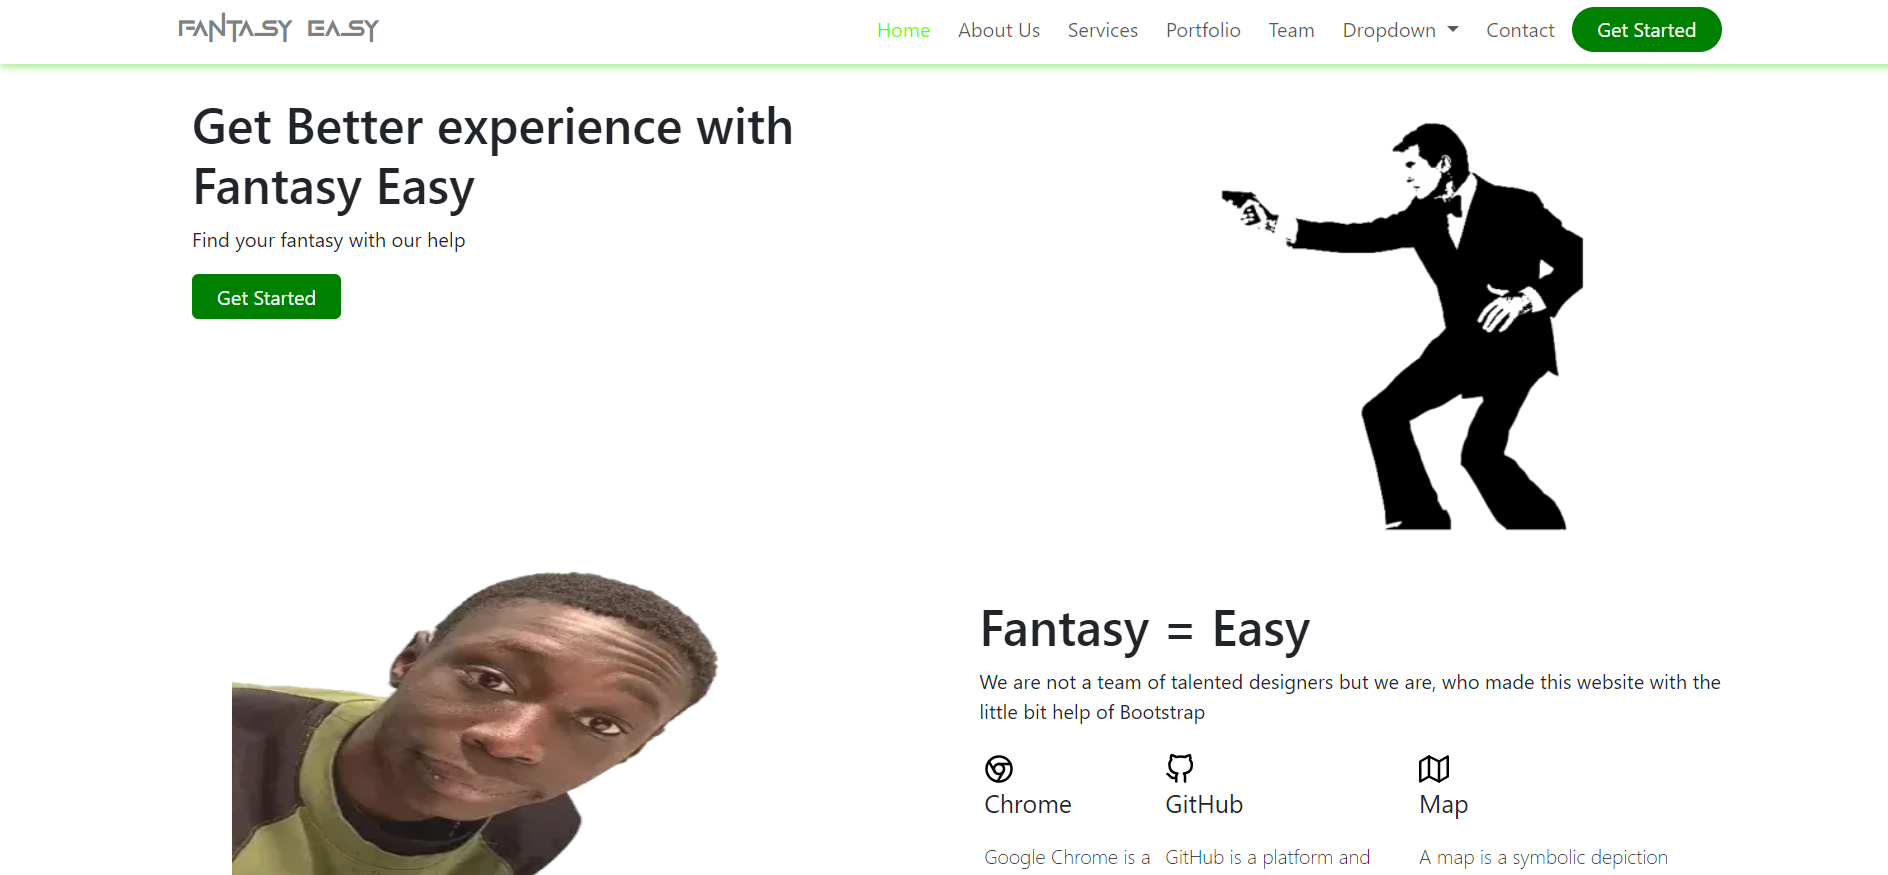 FANTASY EASY
Home About Us Services Portfolio Team Dropdown Contact Get Started
Get Better experience with
Fantasy Easy
Find your fantasy with our help
Get Started
Fantasy = Easy
We are not a team of talented designers but we are, who made this website with the
little bit help of Bootstrap
Chrome
GitHub
Map
Google Chrome is a
GitHub is a platform and
A map is a symbolic depiction